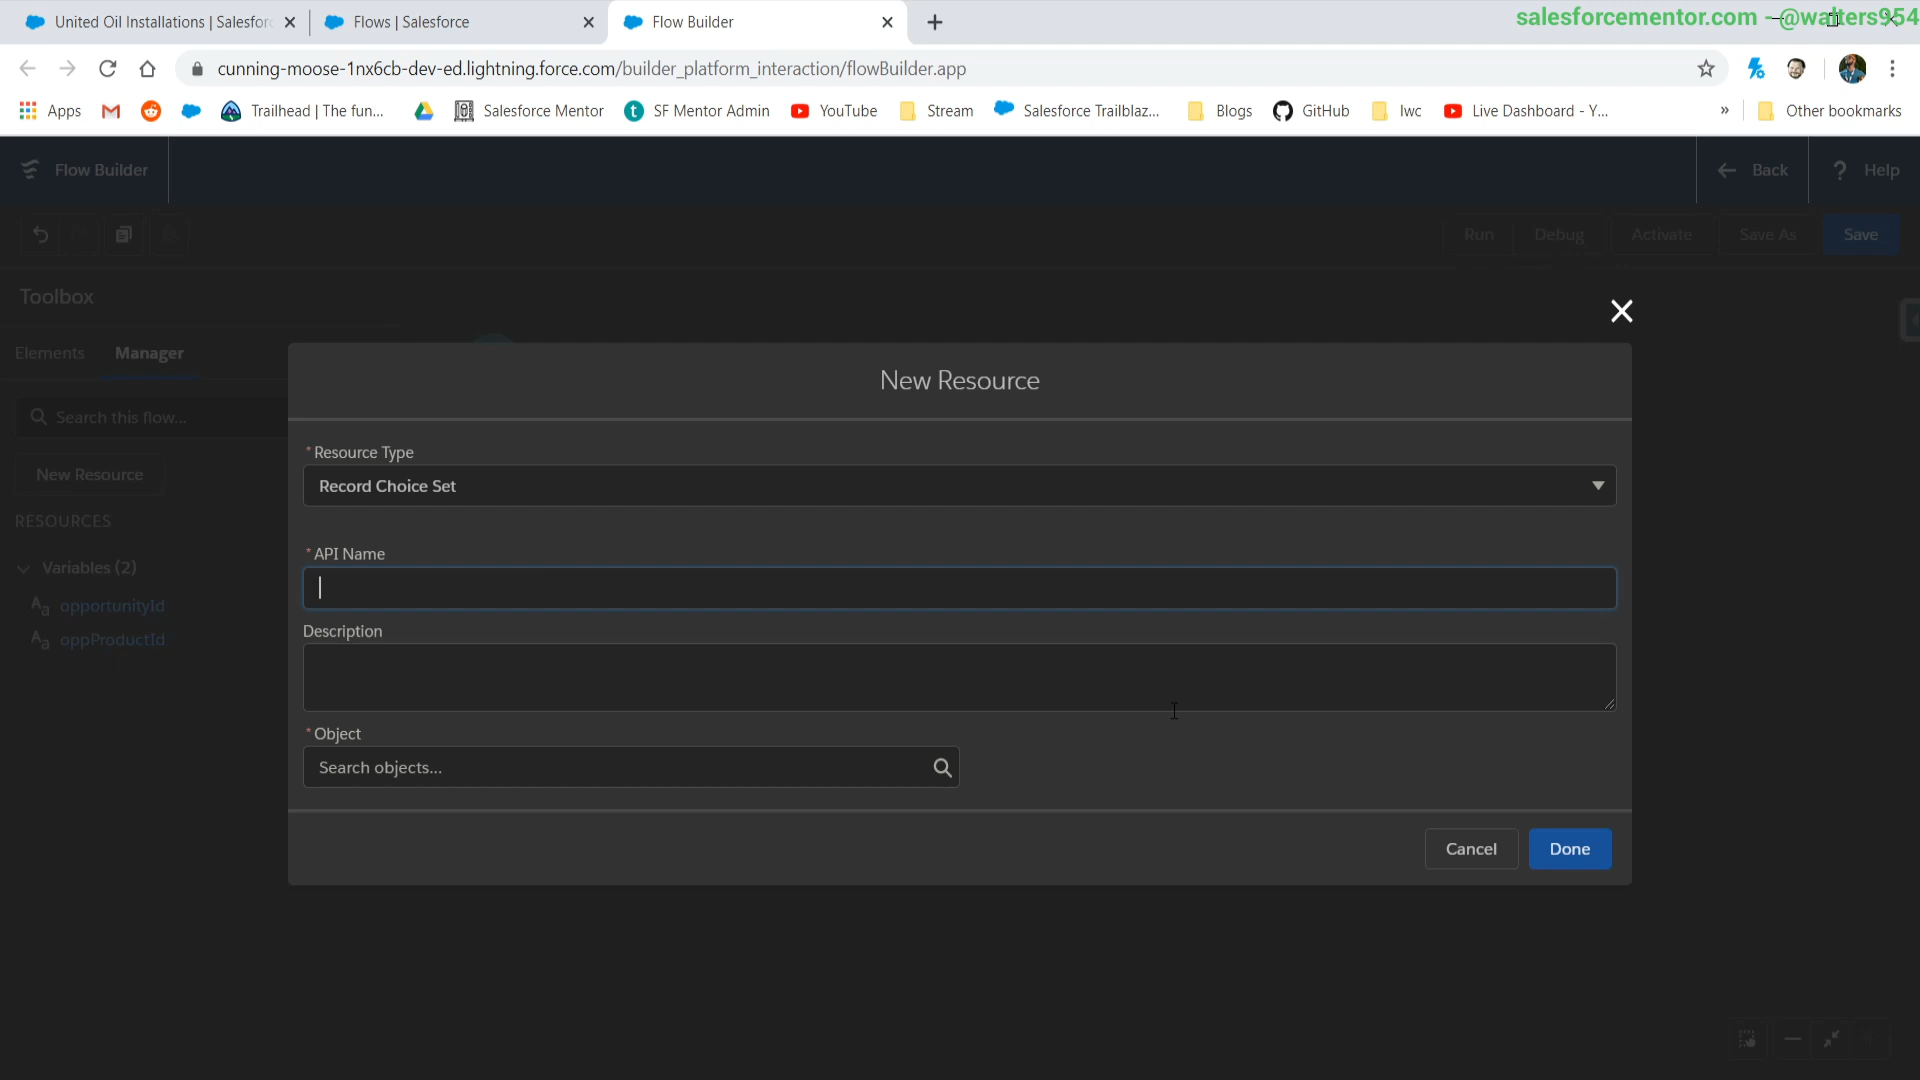 United Oil Installations | Salesforc
Flows | Salesforce
Flow Builder
salesforcementor.com - @walters954
cunning-moose-1nx6cb-dev-ed.lightning.force.com/builder_platform_interaction/flowBuilder.app
Apps
Trailhead | The fun...
Salesforce Mentor
SF Mentor Admin
YouTube
Stream
Salesforce Trailblaz...
Blogs
GitHub
lwc
Live Dashboard - Y...
»
Other bookmarks
Flow Builder
Back
? Help
Run
Debug
Activate
Save As
Save
Toolbox
Elements
Manager
New Resource
Search this flow...
* Resource Type
Record Choice Set
New Resource
RESOURCES
* API Name
Variables (2)
Aa opportunityId
Description
Aa oppProductId
* Object
Search objects...
Cancel
Done